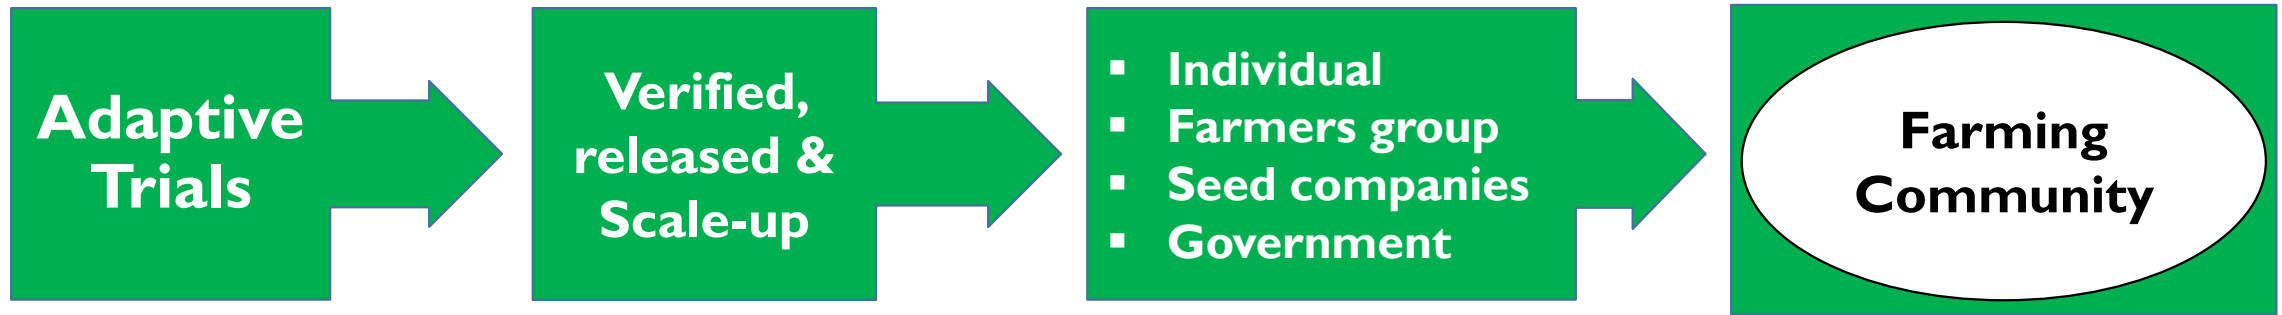 Adaptive
Trials
Verified,
released &
Scale-up
▪ Individual
▪ Farmers group
▪ Seed companies
▪ Government
Farming
Community